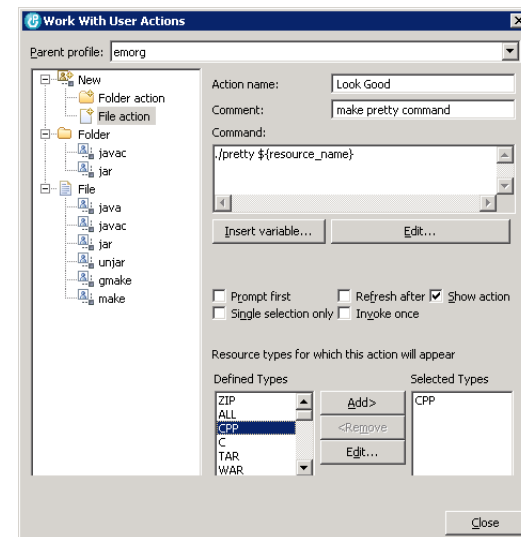 Work With User Actions
Parent profile: emorg
New
Folder action
File action
Folder
javac
jar
File
java
javac
jar
unjar
gmake
make
Action name: Look Good
Comment: make pretty command
Command:
./pretty ${resource_name}
Insert variable... Edit...
Prompt first Refresh after Show action
Single selection only Invoke once
Resource types for which this action will appear
Defined Types Selected Types
ZIP
ALL
CPP
C
TAR
WAR
Add>
<Remove
Edit...
CPP
Close